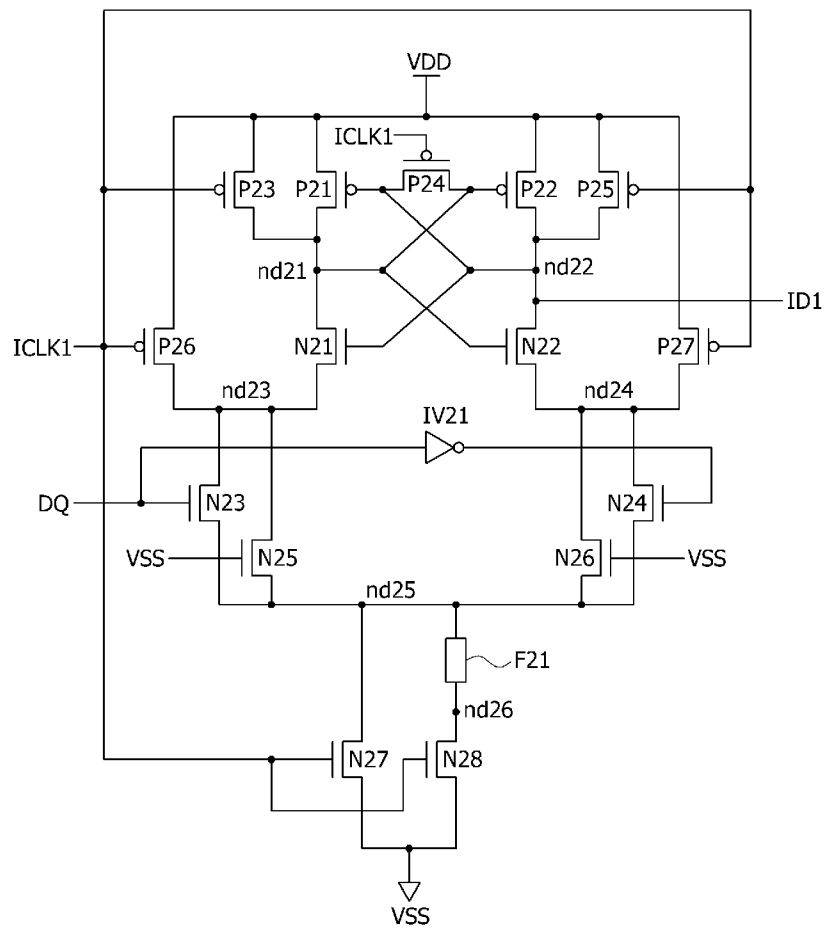 VDD
ICLK1
P23
P21
P24
P22
P25
nd21
nd22
ID1
ICLK1
P26
N21
N22
P27
nd23
nd24
IV21
DQ
N23
N24
VSS
N25
N26
VSS
nd25
F21
nd26
N27
N28
VSS